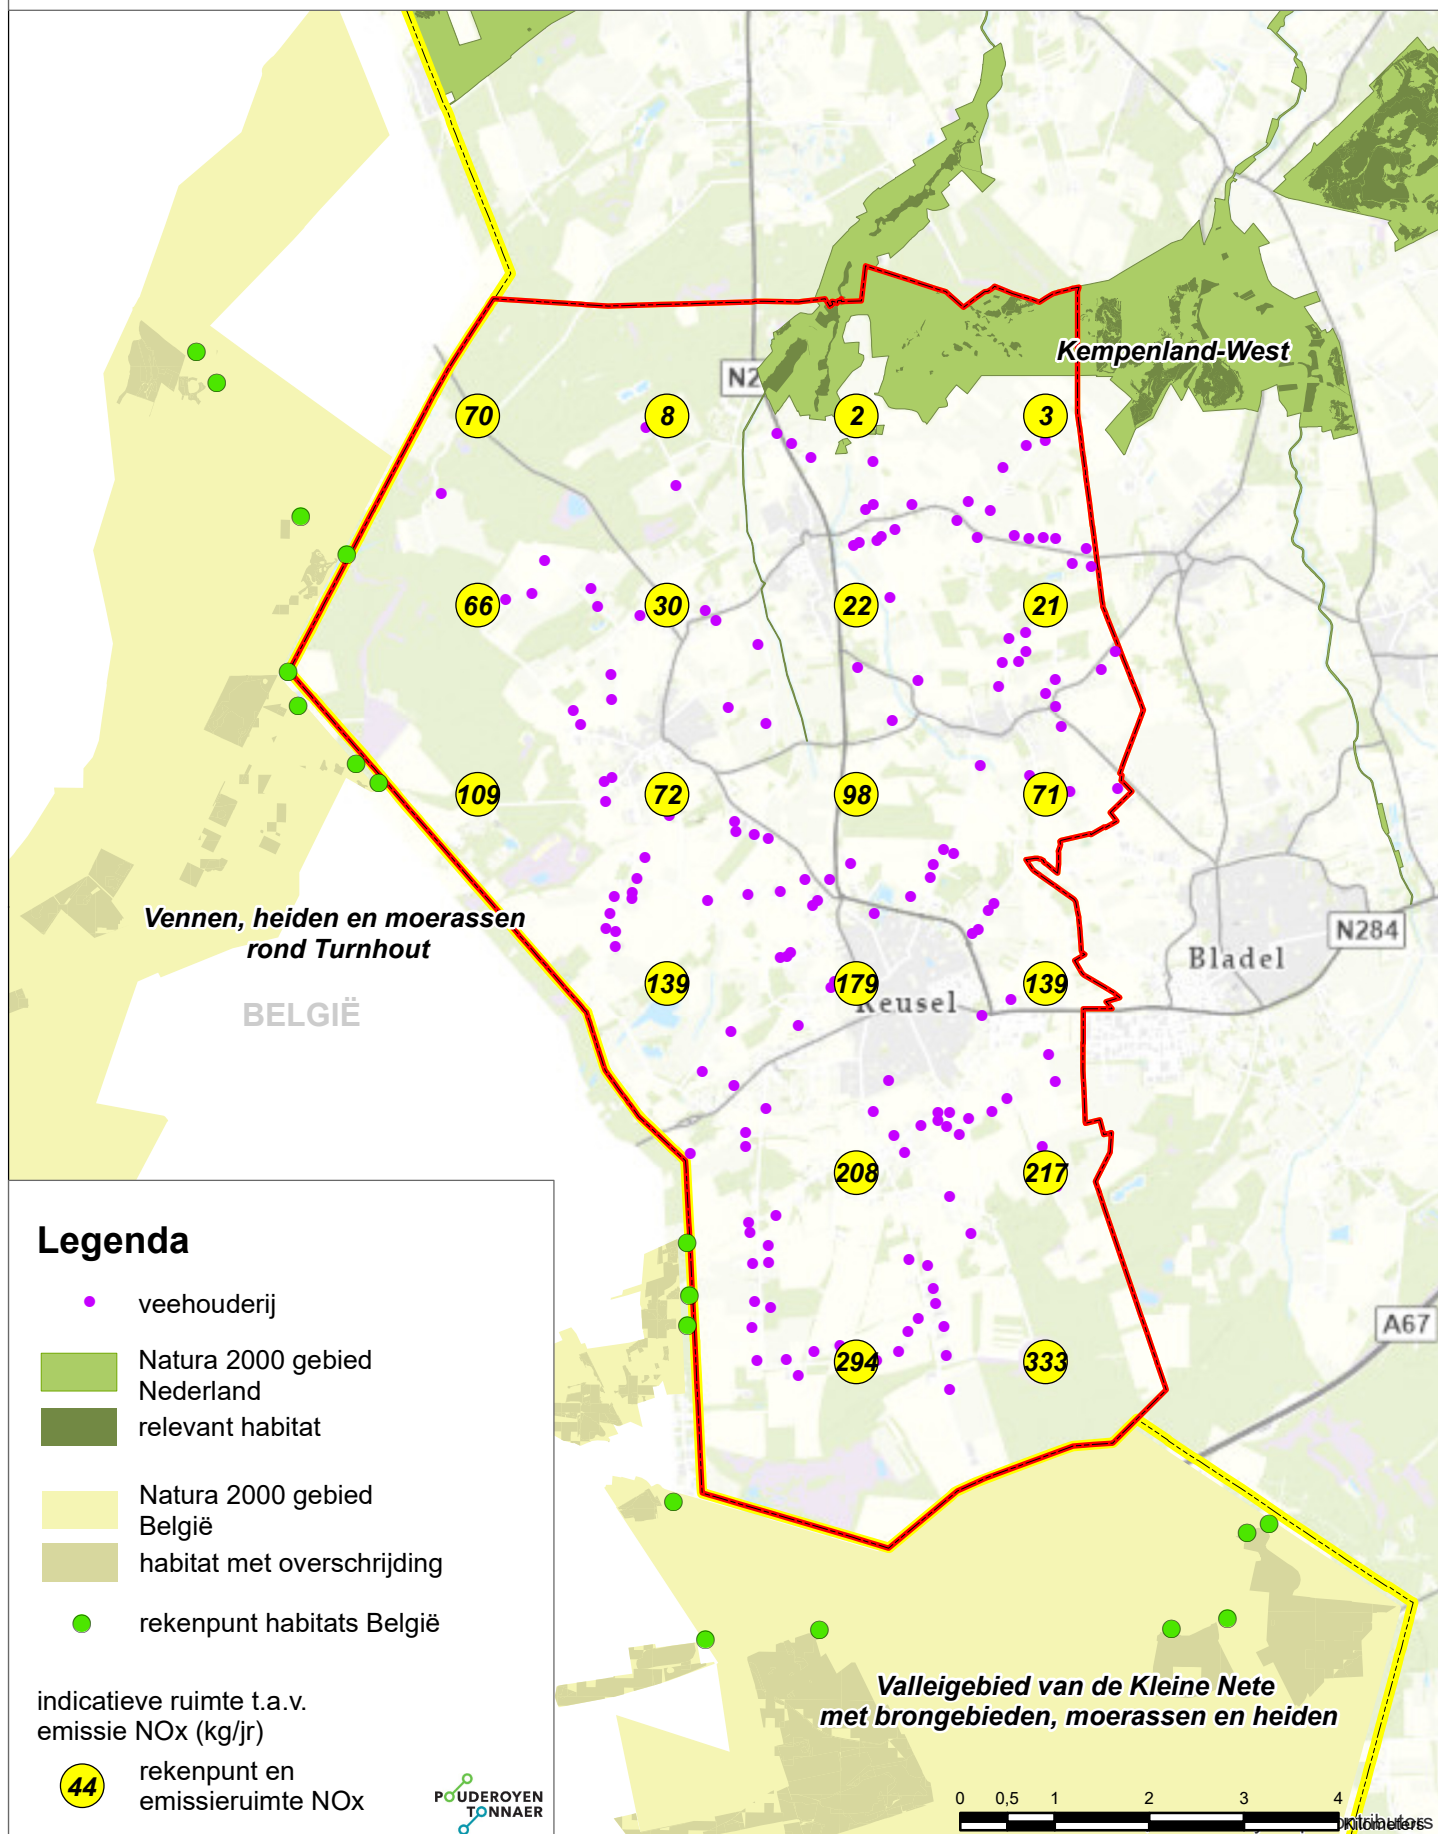 N2
Kempenland-West
70
8
2
3
66
30
22
21
109
72
98
71
Vennen, heiden en moerassen
rond Turnhout
BELGIË
N284
Bladel
139
179
139
Reusel
208
217
A67
294
333
Legenda
veehouderij
Natura 2000 gebied
Nederland
relevant habitat
Natura 2000 gebied
België
habitat met overschrijding
rekenpunt habitats België
indicatieve ruimte t.a.v.
emissie NOx (kg/jr)
44
rekenpunt en
emissieruimte NOx
POUDEROYEN
TONNAER
Valleigebied van de Kleine Nete
met brongebieden, moerassen en heiden
0 0,5 1 2 3 4
Kilometers